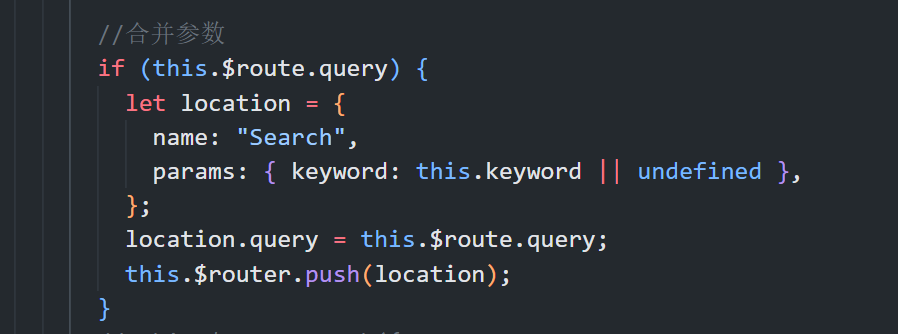 //合并参数
if (this.$route.query) {
let location = {
name: "Search",
params: { keyword: this.keyword || undefined },
};
location.query = this.$route.query;
this.$router.push(location);
}